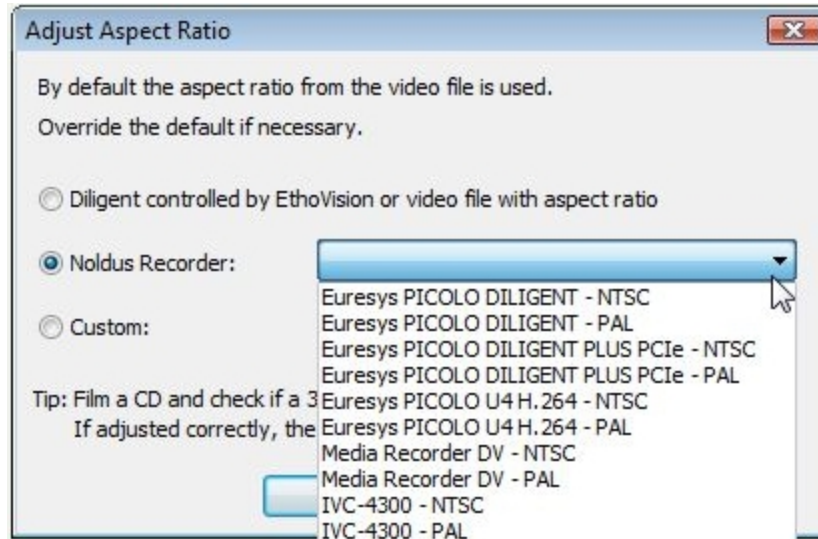 Adjust Aspect Ratio
By default the aspect ratio from the video file is used.
Override the default if necessary.
Diligent controlled by EthoVision or video file with aspect ratio
Noldus Recorder:
Euresys PICOLO DILIGENT - NTSC
Euresys PICOLO DILIGENT - PAL
Custom:
Euresys PICOLO DILIGENT PLUS PCIe - NTSC
Euresys PICOLO DILIGENT PLUS PCIe - PAL
Tip: Film a CD and check if a 3
Euresys PICOLO U4 H.264 - NTSC
If adjusted correctly, the
Euresys PICOLO U4 H.264 - PAL
Media Recorder DV - NTSC
Media Recorder DV - PAL
IVC-4300 - NTSC
IVC-4300 - PAL